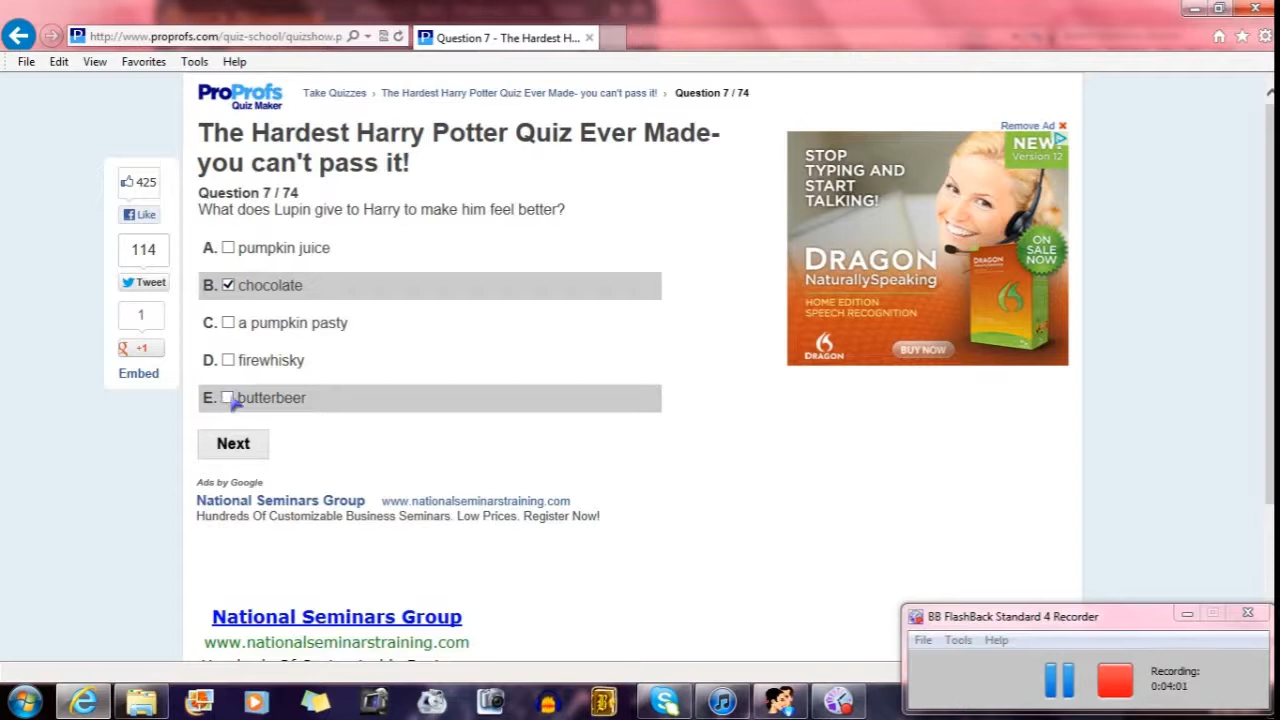 http://www.proprofs.com/quiz-school/quizshow.p
Question 7 - The Hardest H...
File Edit View Favorites Tools Help
ProProfs
Quiz Maker
Take Quizzes › The Hardest Harry Potter Quiz Ever Made- you can't pass it! › Question 7 / 74
The Hardest Harry Potter Quiz Ever Made-
you can't pass it!
Question 7 / 74
What does Lupin give to Harry to make him feel better?
A. pumpkin juice
B. chocolate
C. a pumpkin pasty
D. firewhisky
E. butterbeer
Next
425
Like
114
Tweet
1
+1
Embed
Remove Ad
NEW!
Version 12
STOP
TYPING AND
START
TALKING!
ON
SALE
NOW
DRAGON
NaturallySpeaking
HOME EDITION
SPEECH RECOGNITION
DRAGON
BUY NOW
Ads by Google
National Seminars Group www.nationalseminarstraining.com
Hundreds Of Customizable Business Seminars. Low Prices. Register Now!
National Seminars Group
www.nationalseminarstraining.com
BB FlashBack Standard 4 Recorder
File Tools Help
Recording:
0:04:01